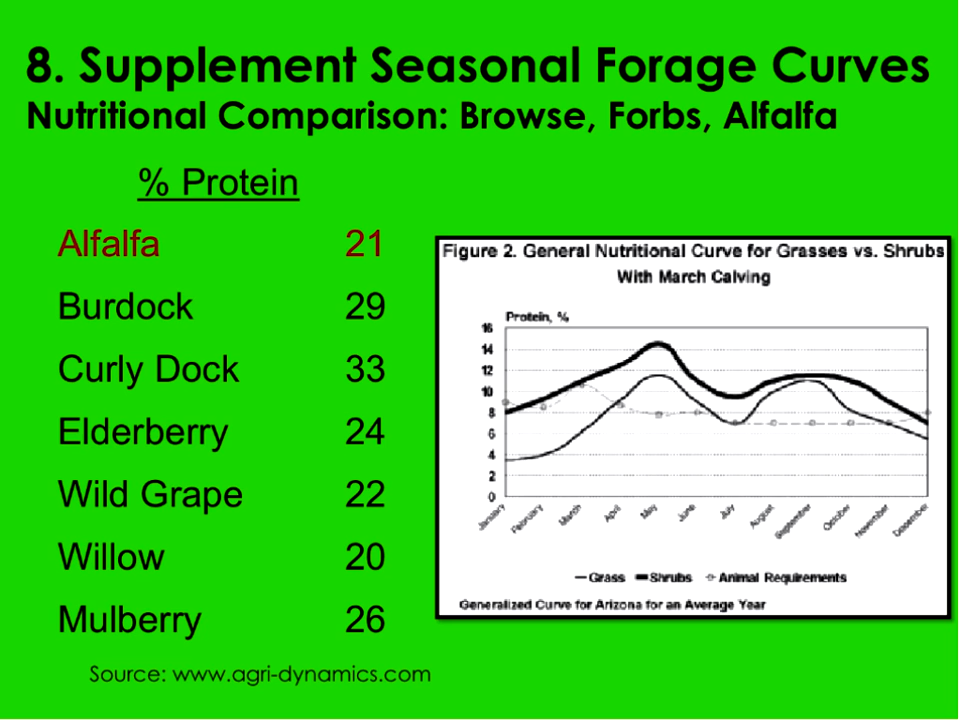 8. Supplement Seasonal Forage Curves
Nutritional Comparison: Browse, Forbs, Alfalfa
% Protein
Alfalfa 21
Burdock 29
Curly Dock 33
Elderberry 24
Wild Grape 22
Willow 20
Mulberry 26
Source: www.agri-dynamics.com
Figure 2. General Nutritional Curve for Grasses vs. Shrubs
With March Calving
Protein, %
16
14
12
10
8
6
4
2
0
January February March April May June July August September October November December
Grass Shrubs Animal Requirements
Generalized Curve for Arizona for an Average Year